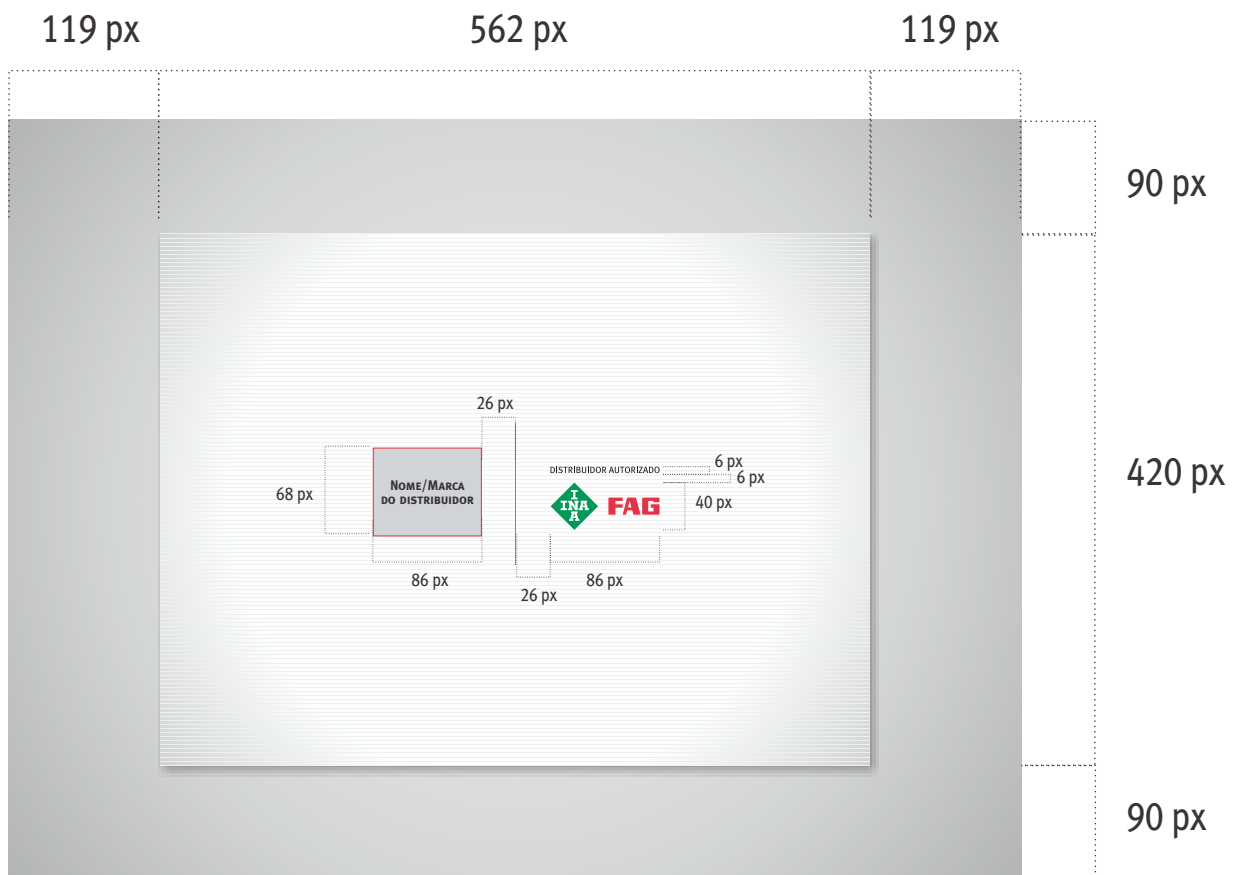 119 px
562 px
119 px
90 px
26 px
DISTRIBUIDOR AUTORIZADO
6 px
6 px
68 px
NOME/MARCA
DO DISTRIBUIDOR
I
INA
A
FAG
40 px
420 px
86 px
86 px
26 px
90 px